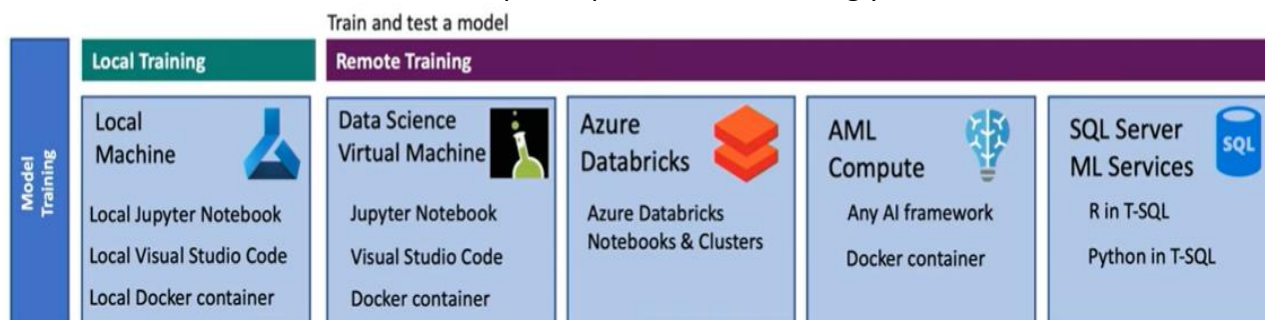 Train and test a model
Local Training
Remote Training
Model
Training
Local
Machine
Local Jupyter Notebook
Local Visual Studio Code
Local Docker container
Data Science
Virtual Machine
Jupyter Notebook
Visual Studio Code
Docker container
Azure
Databricks
Azure Databricks
Notebooks & Clusters
AML
Compute
Any AI framework
Docker container
SQL Server
ML Services
SQL
R in T-SQL
Python in T-SQL